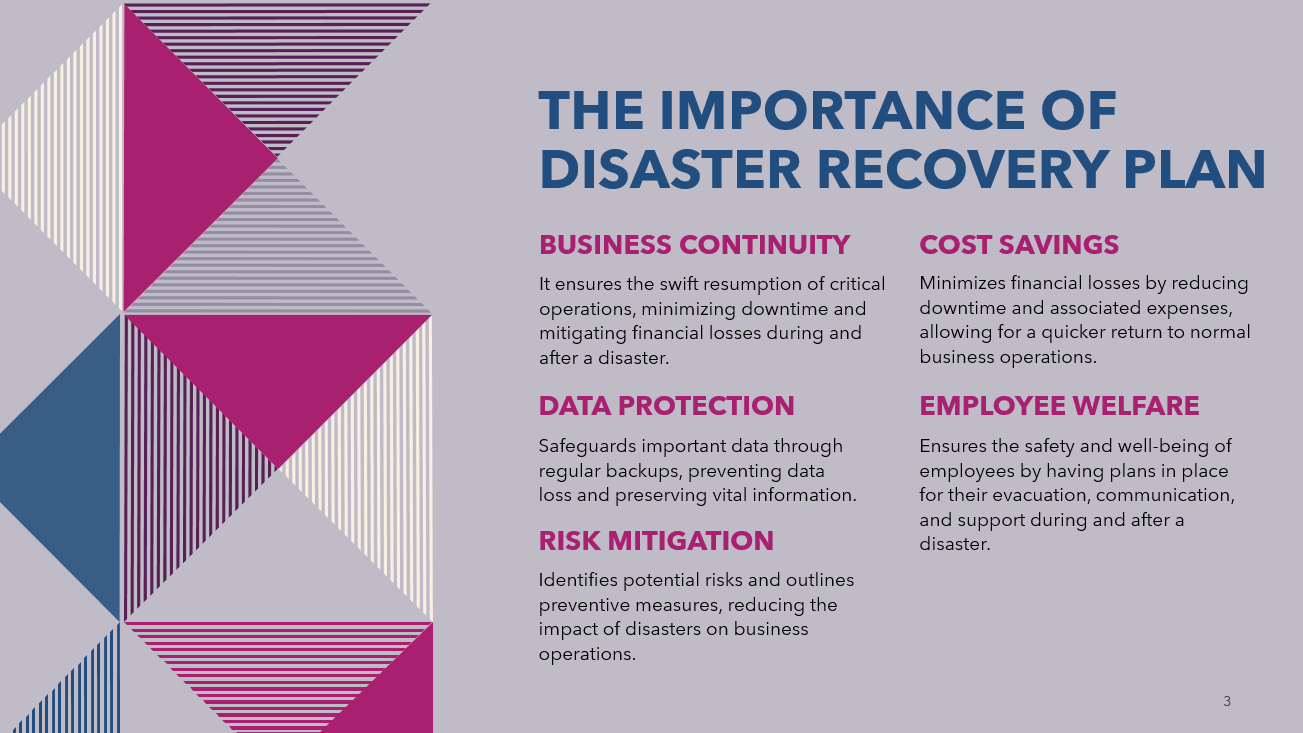 THE IMPORTANCE OF
DISASTER RECOVERY PLAN
BUSINESS CONTINUITY
It ensures the swift resumption of critical
operations, minimizing downtime and
mitigating financial losses during and
after a disaster.
DATA PROTECTION
Safeguards important data through
regular backups, preventing data
loss and preserving vital information.
RISK MITIGATION
Identifies potential risks and outlines
preventive measures, reducing the
impact of disasters on business
operations.
COST SAVINGS
Minimizes financial losses by reducing
downtime and associated expenses,
allowing for a quicker return to normal
business operations.
EMPLOYEE WELFARE
Ensures the safety and well-being of
employees by having plans in place
for their evacuation, communication,
and support during and after a
disaster.
3